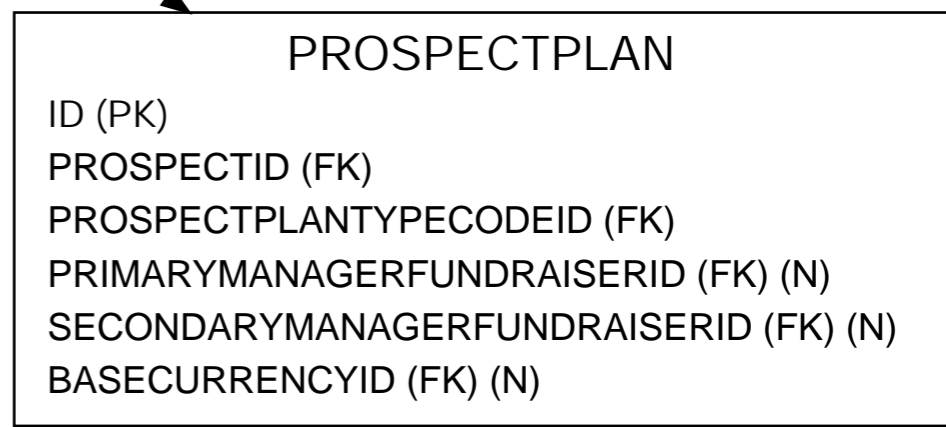 PROSPECTPLAN
ID (PK)
PROSPECTID (FK)
PROSPECTPLANTYPECODEID (FK)
PRIMARYMANAGERFUNDRAISERID (FK) (N)
SECONDARYMANAGERFUNDRAISERID (FK) (N)
BASECURRENCYID (FK) (N)